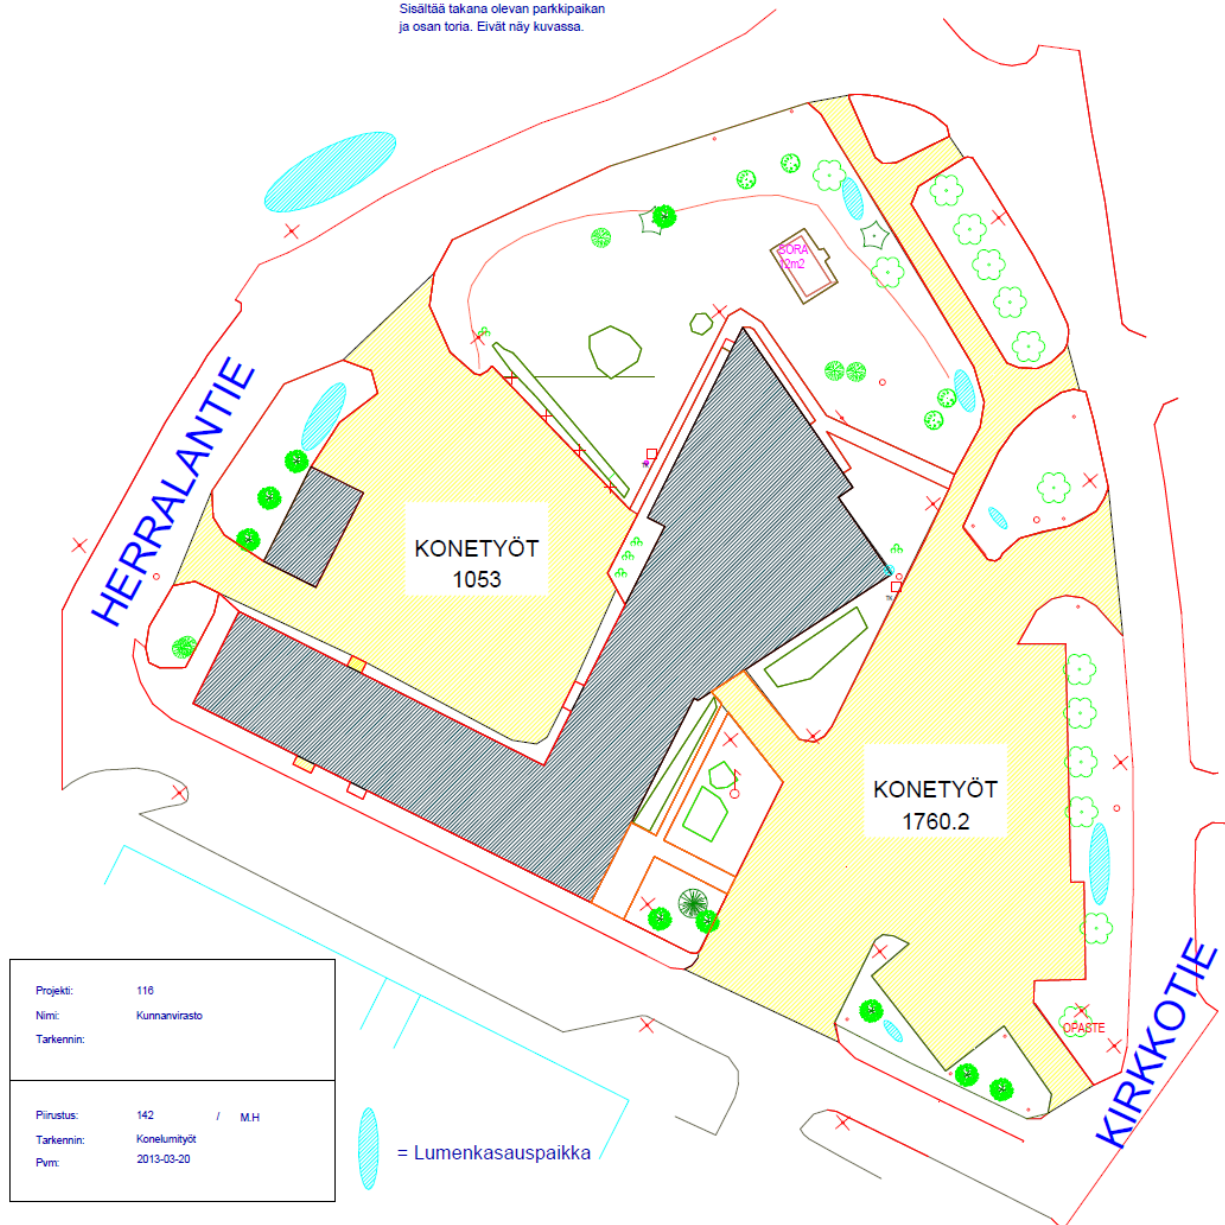 Sisältää takana olevan parkkipaikan
ja osan toria. Eivät näy kuvassa.
SORA
12m2
HERRALANTIE
KONETYÖT
1053
TK
KONETYÖT
1760.2
OPASTE
KIRKKOTIE
Projekti: 116
Nimi: Kunnanvirasto
Tarkennin:
Piirustus: 142 / M.H
Tarkennin: Konelumityöt
Pvm: 2013-03-20
= Lumenkasauspaikka